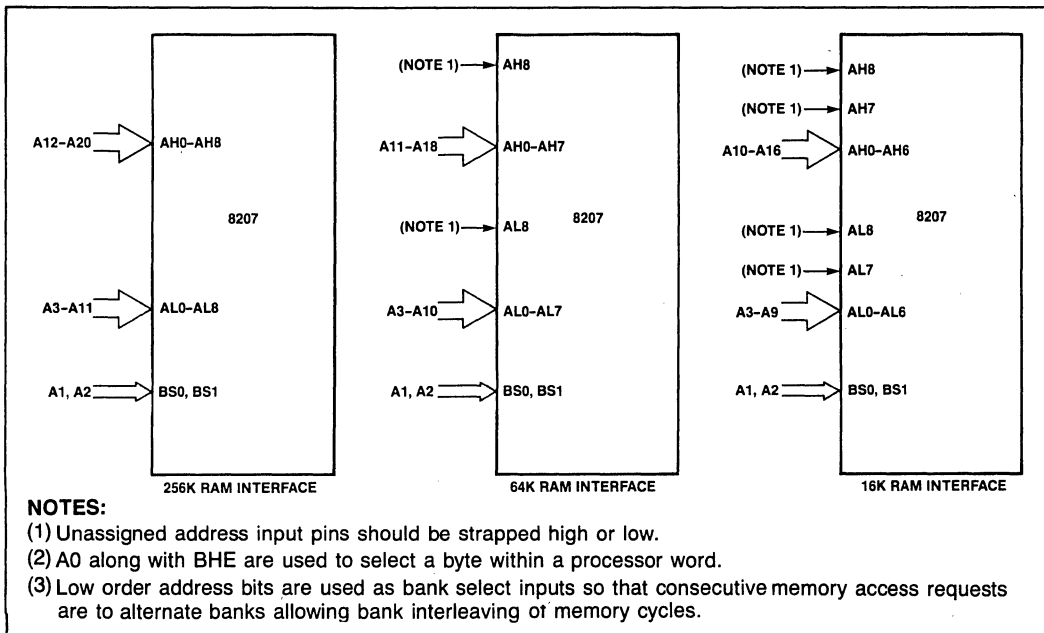 A12–A20
AH0–AH8
8207
A3–A11
AL0–AL8
A1, A2
BS0, BS1
256K RAM INTERFACE
(NOTE 1)
AH8
A11–A18
AH0–AH7
(NOTE 1)
AL8
8207
A3–A10
AL0–AL7
A1, A2
BS0, BS1
64K RAM INTERFACE
(NOTE 1)
AH8
(NOTE 1)
AH7
A10–A16
AH0–AH6
8207
(NOTE 1)
AL8
(NOTE 1)
AL7
A3–A9
AL0–AL6
A1, A2
BS0, BS1
16K RAM INTERFACE
NOTES:
(1) Unassigned address input pins should be strapped high or low.
(2) A0 along with BHE are used to select a byte within a processor word.
(3) Low order address bits are used as bank select inputs so that consecutive memory access requests
are to alternate banks allowing bank interleaving of memory cycles.